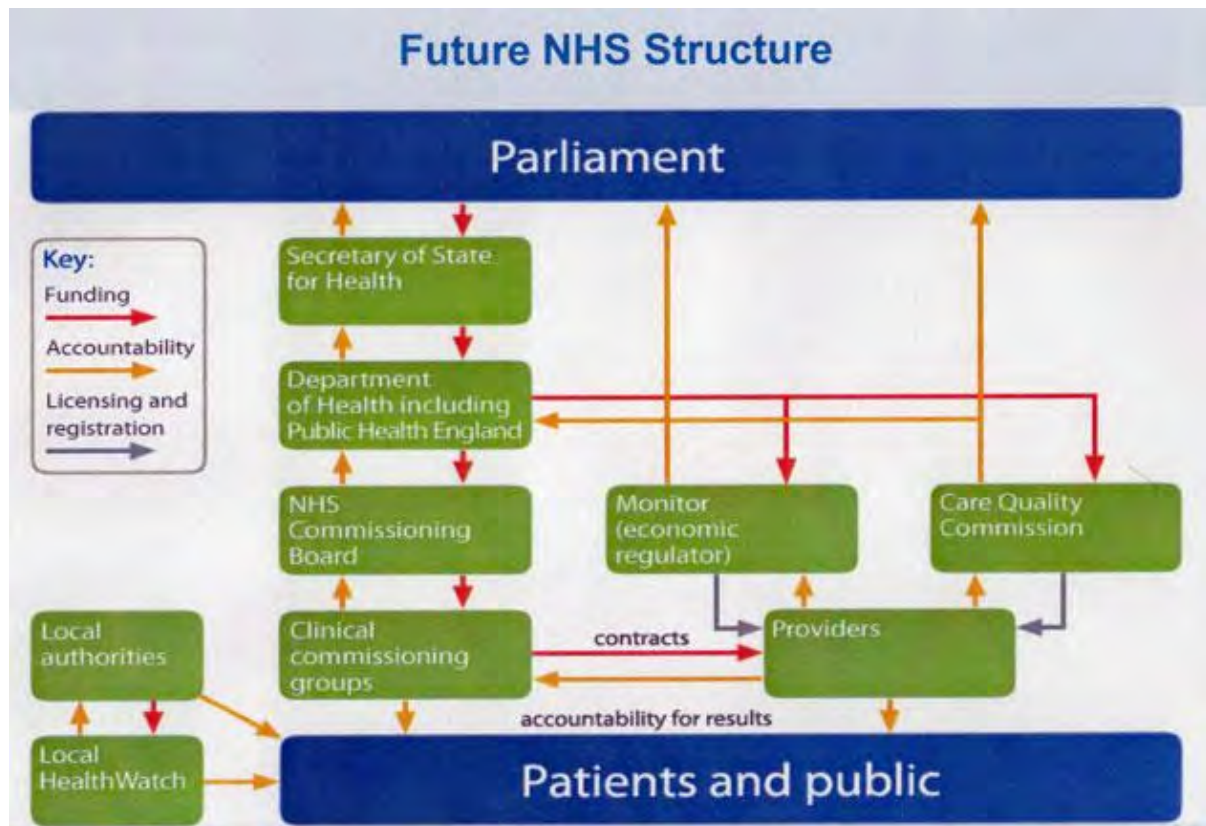 Future NHS Structure
Parliament
Key:
Funding
Accountability
Licensing and
registration
Secretary of State
for Health
Department
of Health including
Public Health England
NHS
Commissioning
Board
Monitor
(economic
regulator)
Care Quality
Commission
Local
authorities
Clinical
commissioning
groups
contracts
Providers
accountability for results
Local
HealthWatch
Patients and public